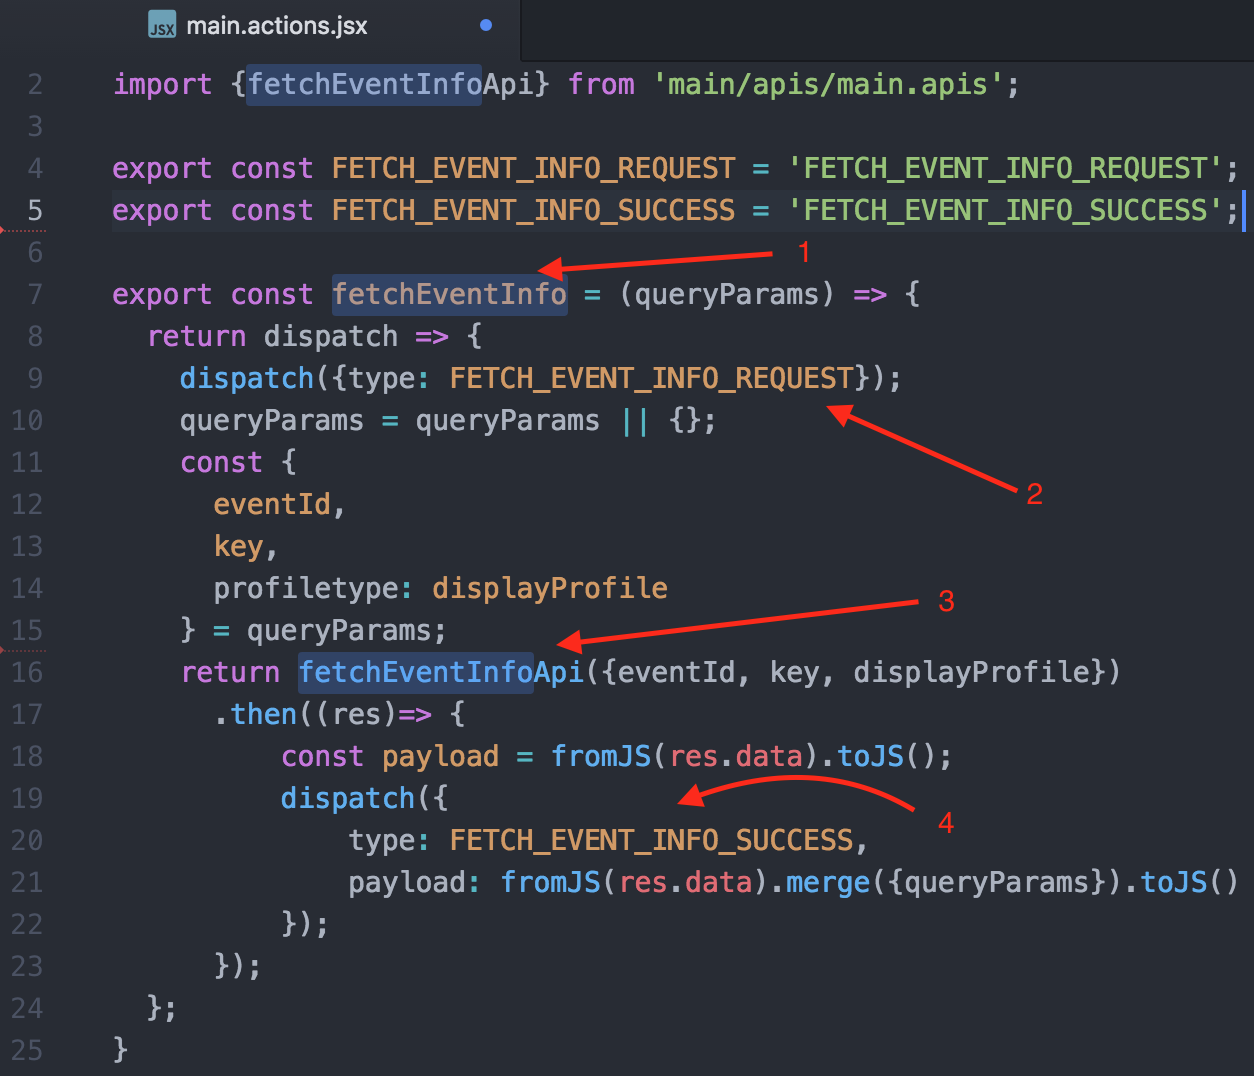 JSX main.actions.jsx
2 import {fetchEventInfoApi} from 'main/apis/main.apis';
3
4 export const FETCH_EVENT_INFO_REQUEST = 'FETCH_EVENT_INFO_REQUEST';
5 export const FETCH_EVENT_INFO_SUCCESS = 'FETCH_EVENT_INFO_SUCCESS';
6 1
7 export const fetchEventInfo = (queryParams) => {
8 return dispatch => {
9 dispatch({type: FETCH_EVENT_INFO_REQUEST});
10 queryParams = queryParams || {};
11 const {
12 eventId,
2
13 key,
14 profiletype: displayProfile
3
15 } = queryParams;
16 return fetchEventInfoApi({eventId, key, displayProfile})
17 .then((res)=> {
18 const payload = fromJS(res.data).toJS();
19 dispatch({
4
20 type: FETCH_EVENT_INFO_SUCCESS,
21 payload: fromJS(res.data).merge({queryParams}).toJS()
22 });
23 });
24 };
25 }